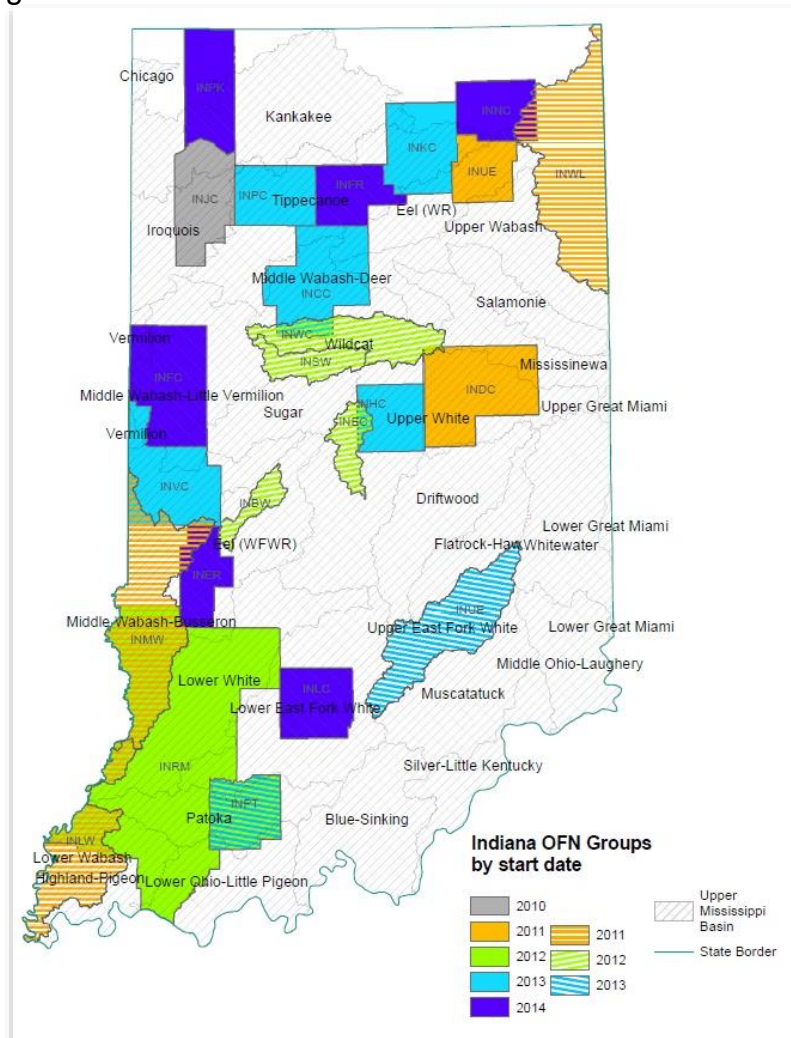 Chicago
INPK
Kankakee
INNC
INKC
INJC
INPC
Tippecanoe
INFR
INUE
INWL
Iroquois
Eel (WR)
Upper Wabash
Middle Wabash-Deer
INCC
Salamonie
Vermilion
INWC
Wildcat
INSW
INFC
Middle Wabash-Little Vermilion
Mississinewa
INDC
Sugar
INHC
Upper White
Upper Great Miami
Vermilion
INVC
INBW
Driftwood
Lower Great Miami
Eel (WFWR)
Flatrock-Haw
Whitewater
INER
INUE
Middle Wabash-Busseron
Upper East Fork White
Lower Great Miami
INMW
Middle Ohio-Laughery
Lower White
INLC
Muscatatuck
Lower East Fork White
Silver-Little Kentucky
INRM
INPT
Patoka
Blue-Sinking
INLW
Lower Wabash
Highland-Pigeon
Lower Ohio-Little Pigeon
Indiana OFN Groups
by start date
2010
2011
2012
2013
2014
2011
2012
2013
Upper
Mississippi
Basin
State Border